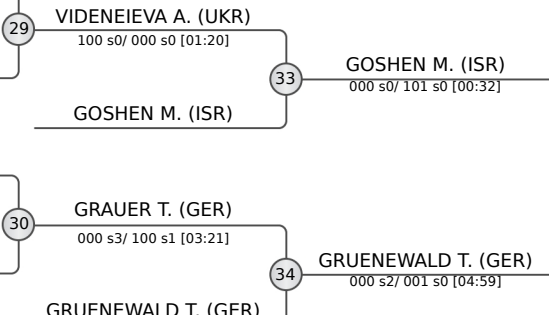 29
VIDENEIEVA A. (UKR)
100 s0/ 000 s0 [01:20]
33
GOSHEN M. (ISR)
000 s0/ 101 s0 [00:32]
GOSHEN M. (ISR)
30
GRAUER T. (GER)
000 s3/ 100 s1 [03:21]
34
GRUENEWALD T. (GER)
000 s2/ 001 s0 [04:59]
GRUENEWALD T. (GER)